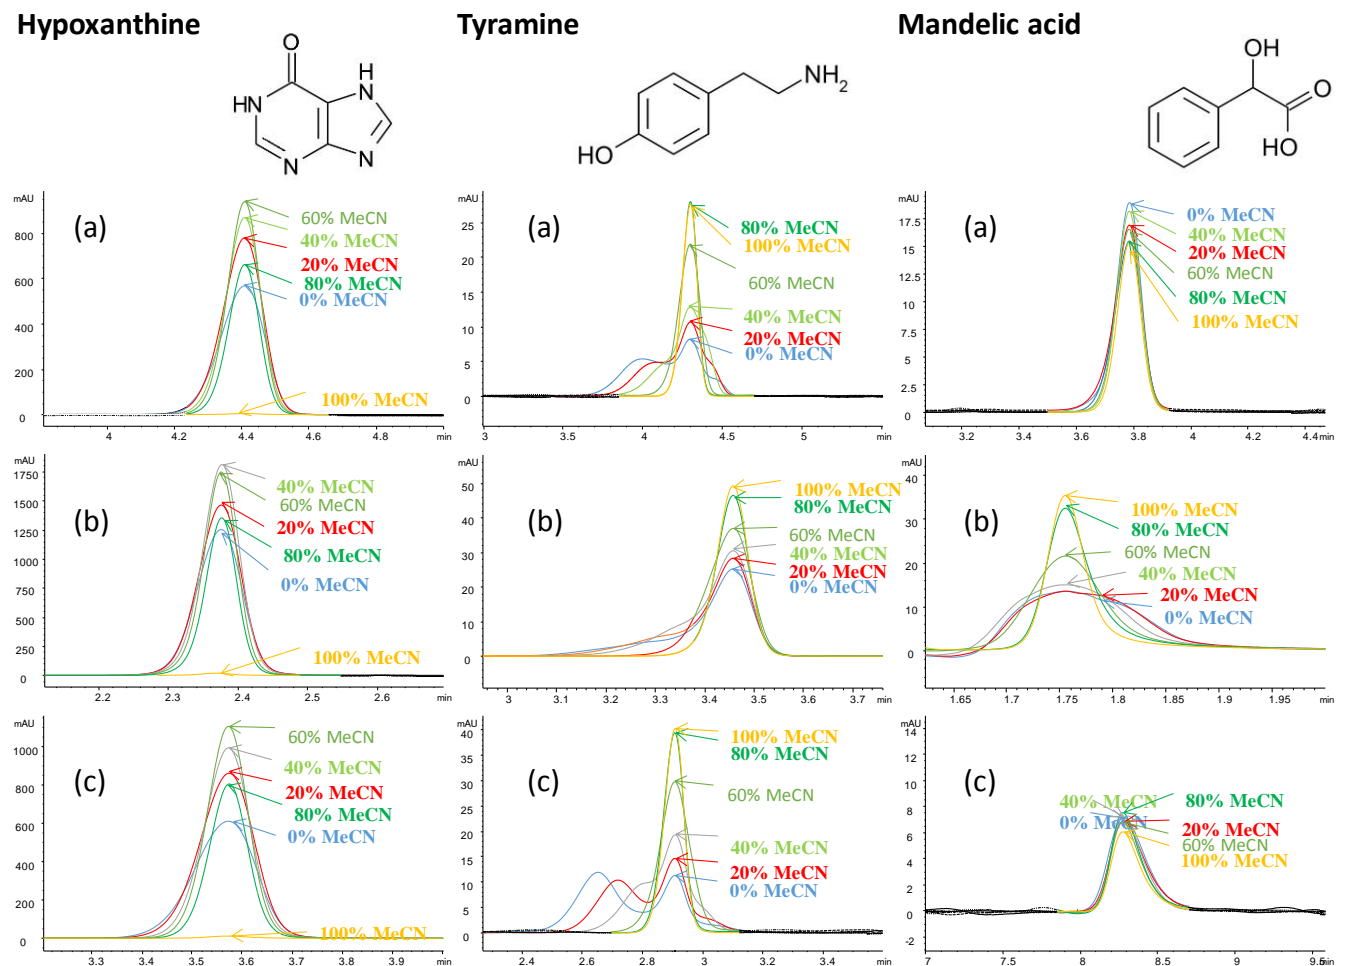 Hypoxanthine
Tyramine
Mandelic acid
O
H
N
HN
N
N
NH2
HO
OH
O
HO
mAU
(a)
60% MeCN
40% MeCN
20% MeCN
80% MeCN
0% MeCN
100% MeCN
800
600
400
200
0
4
4.2
4.4
4.6
4.8
min
mAU
(a)
80% MeCN
100% MeCN
60% MeCN
40% MeCN
20% MeCN
0% MeCN
25
20
15
10
5
0
3
3.5
4
4.5
5
min
mAU
(a)
0% MeCN
40% MeCN
20% MeCN
60% MeCN
80% MeCN
100% MeCN
17.5
15
12.5
10
7.5
5
2.5
0
3.2
3.4
3.6
3.8
4
4.2
4.4
min
mAU
(b)
40% MeCN
60% MeCN
20% MeCN
80% MeCN
0% MeCN
100% MeCN
1750
1500
1250
1000
750
500
250
0
2.2
2.3
2.4
2.5
2.6
min
mAU
(b)
100% MeCN
80% MeCN
60% MeCN
40% MeCN
20% MeCN
0% MeCN
50
40
30
20
10
0
3
3.1
3.2
3.3
3.4
3.5
3.6
3.7
min
mAU
(b)
100% MeCN
80% MeCN
60% MeCN
40% MeCN
20% MeCN
0% MeCN
40
30
20
10
0
1.65
1.7
1.75
1.8
1.85
1.9
1.95
min
mAU
(c)
60% MeCN
40% MeCN
20% MeCN
80% MeCN
0% MeCN
100% MeCN
1000
800
600
400
200
0
3.3
3.4
3.5
3.6
3.7
3.8
3.9
min
mAU
(c)
100% MeCN
80% MeCN
60% MeCN
40% MeCN
20% MeCN
0% MeCN
40
35
30
25
20
15
10
5
0
2.4
2.6
2.8
3
3.2
3.4
min
mAU
(c)
40% MeCN
80% MeCN
0% MeCN
20% MeCN
60% MeCN
100% MeCN
14
12
10
8
6
4
2
0
-2
7
7.5
8
8.5
9
9.5
min